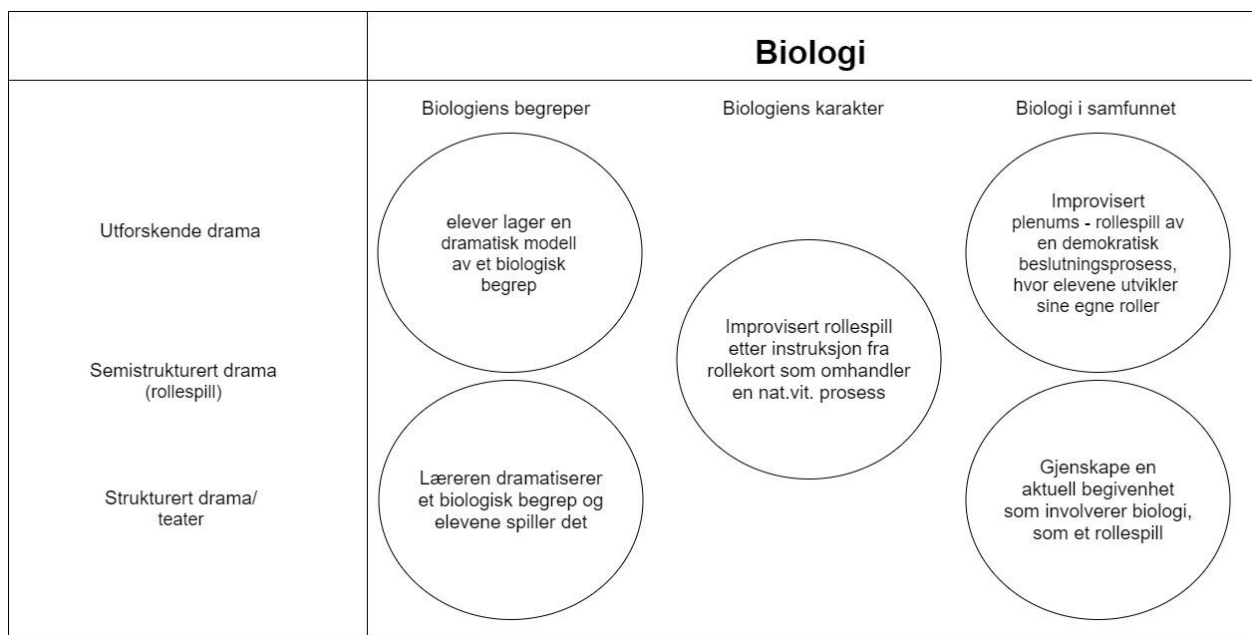 Biologi
Biologiens begreper
Biologiens karakter
Biologi i samfunnet
Utforskende drama
elever lager en
dramatisk modell
av et biologisk
begrep
Improvisert
plenums - rollespill av
en demokratisk
beslutningsprosess,
hvor elevene utvikler
sine egne roller
Semistrukturert drama
(rollespill)
Improvisert rollespill
etter instruksjon fra
rollekort som omhandler
en nat.vit. prosess
Strukturert drama/
teater
Læreren dramatiserer
et biologisk begrep og
elevene spiller det
Gjenskape en
aktuell begivenhet
som involverer biologi,
som et rollespill